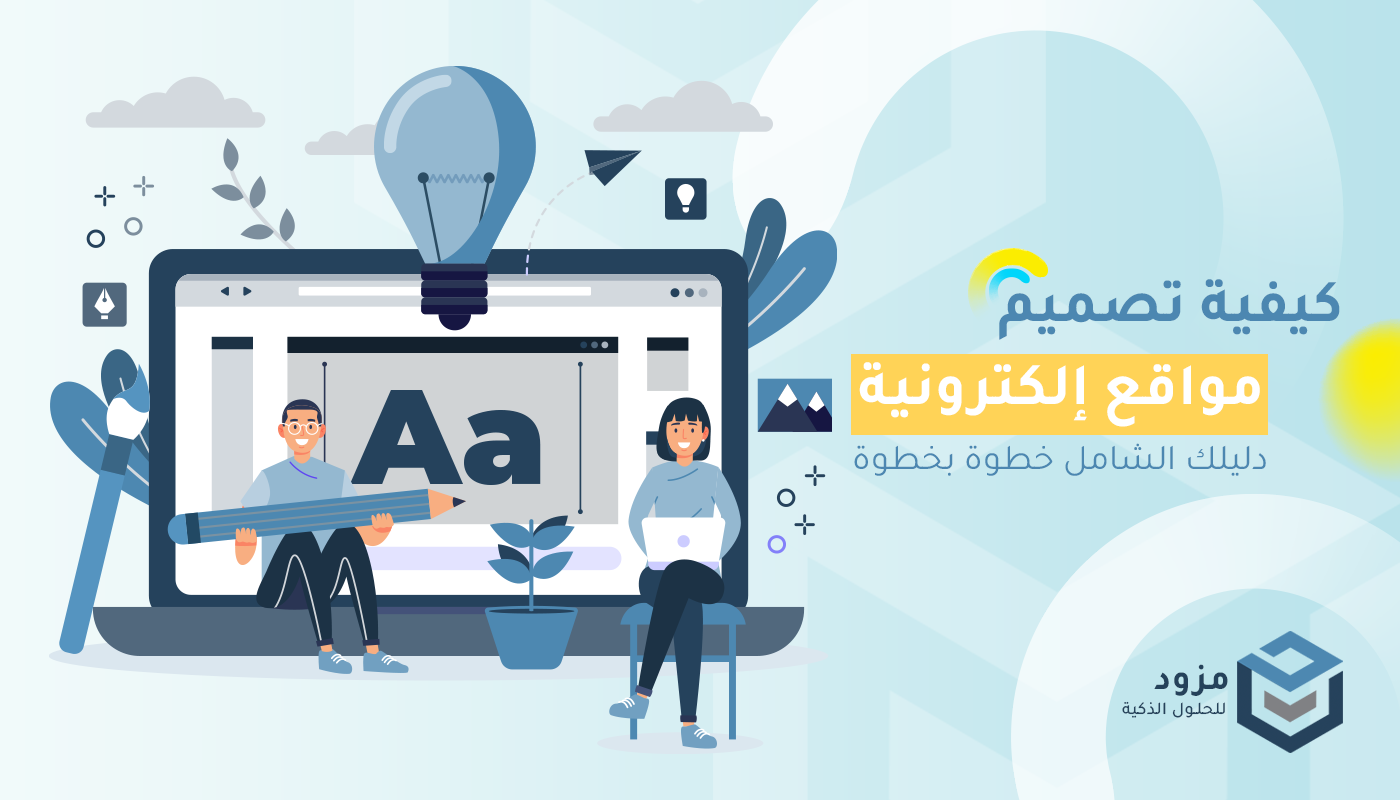 كيفية تصميم
مواقع إلكترونية
دليلك الشامل خطوة بخطوة
Aa
مزود
للحلول الذكية